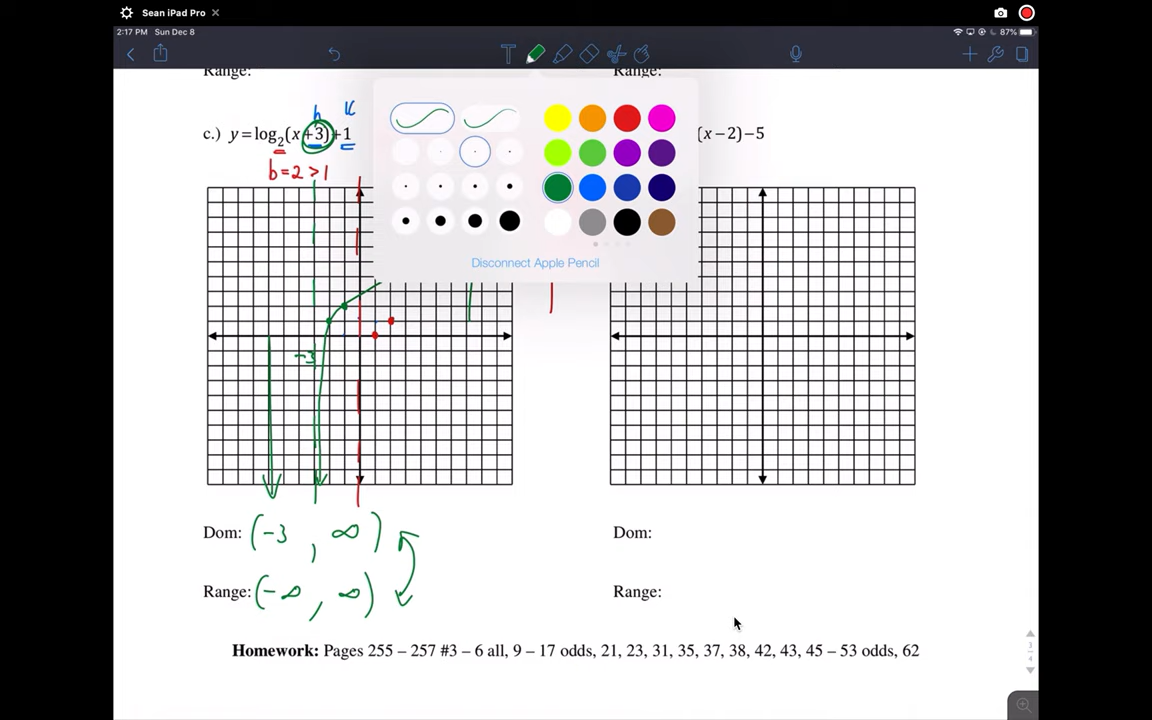 Sean iPad Pro ×
2:17 PM Sun Dec 8
87%
T
Range:
Range:
h k
c.) y = log₂(x +3)+1
(x − 2) − 5
b = 2 > 1
Disconnect Apple Pencil
-3
Dom: (-3 , ∞)
Dom:
Range: (-∞ , ∞)
Range:
Homework: Pages 255 – 257 #3 – 6 all, 9 – 17 odds, 21, 23, 31, 35, 37, 38, 42, 43, 45 – 53 odds, 62